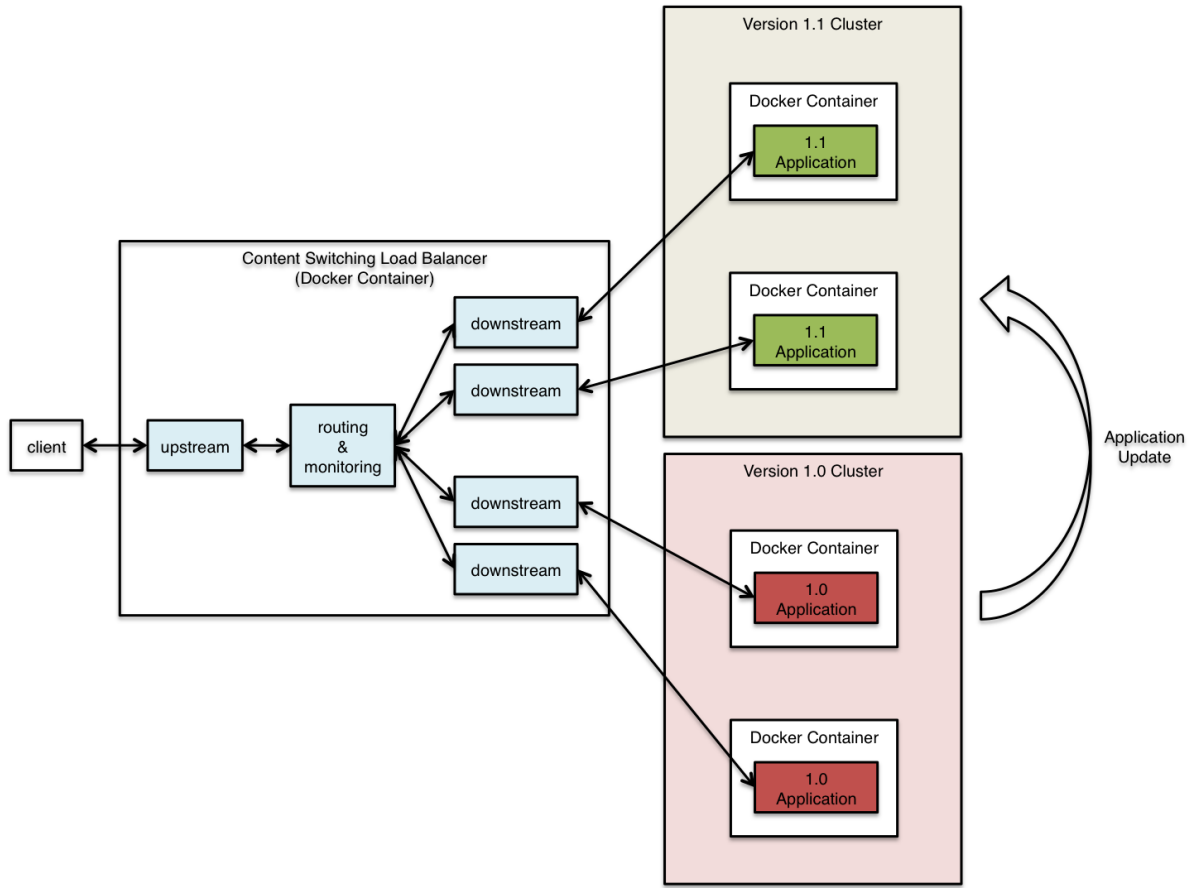 Version 1.1 Cluster
Docker Container
1.1
Application
Docker Container
1.1
Application
Content Switching Load Balancer
(Docker Container)
downstream
downstream
client
upstream
routing
&
monitoring
downstream
downstream
Version 1.0 Cluster
Docker Container
1.0
Application
Docker Container
1.0
Application
Application
Update